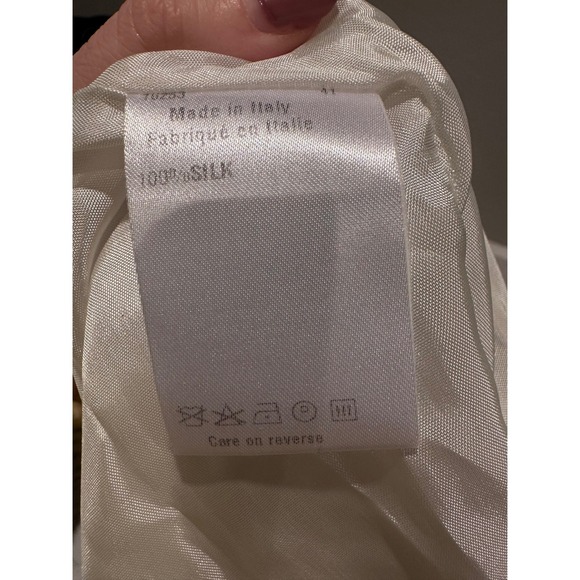 Made in Italy
Fabriqué en Italie
100%SILK
P
Care on reverse